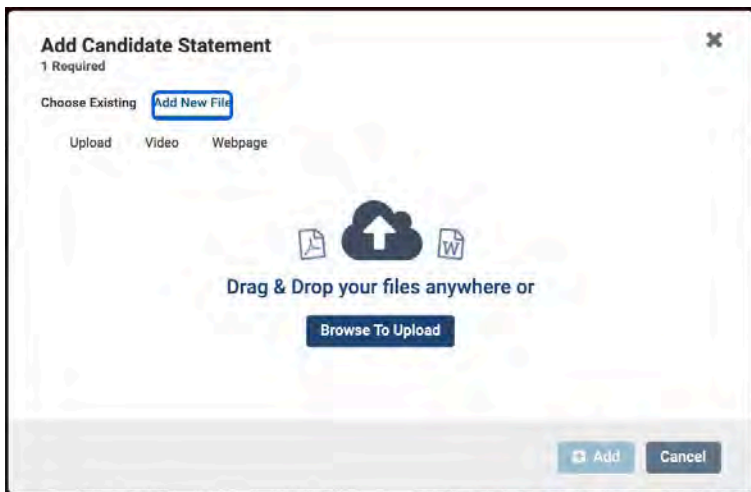 Add Candidate Statement
1 Required
Choose Existing Add New File
Upload Video Webpage
W
Drag & Drop your files anywhere or
Browse To Upload
Add Cancel